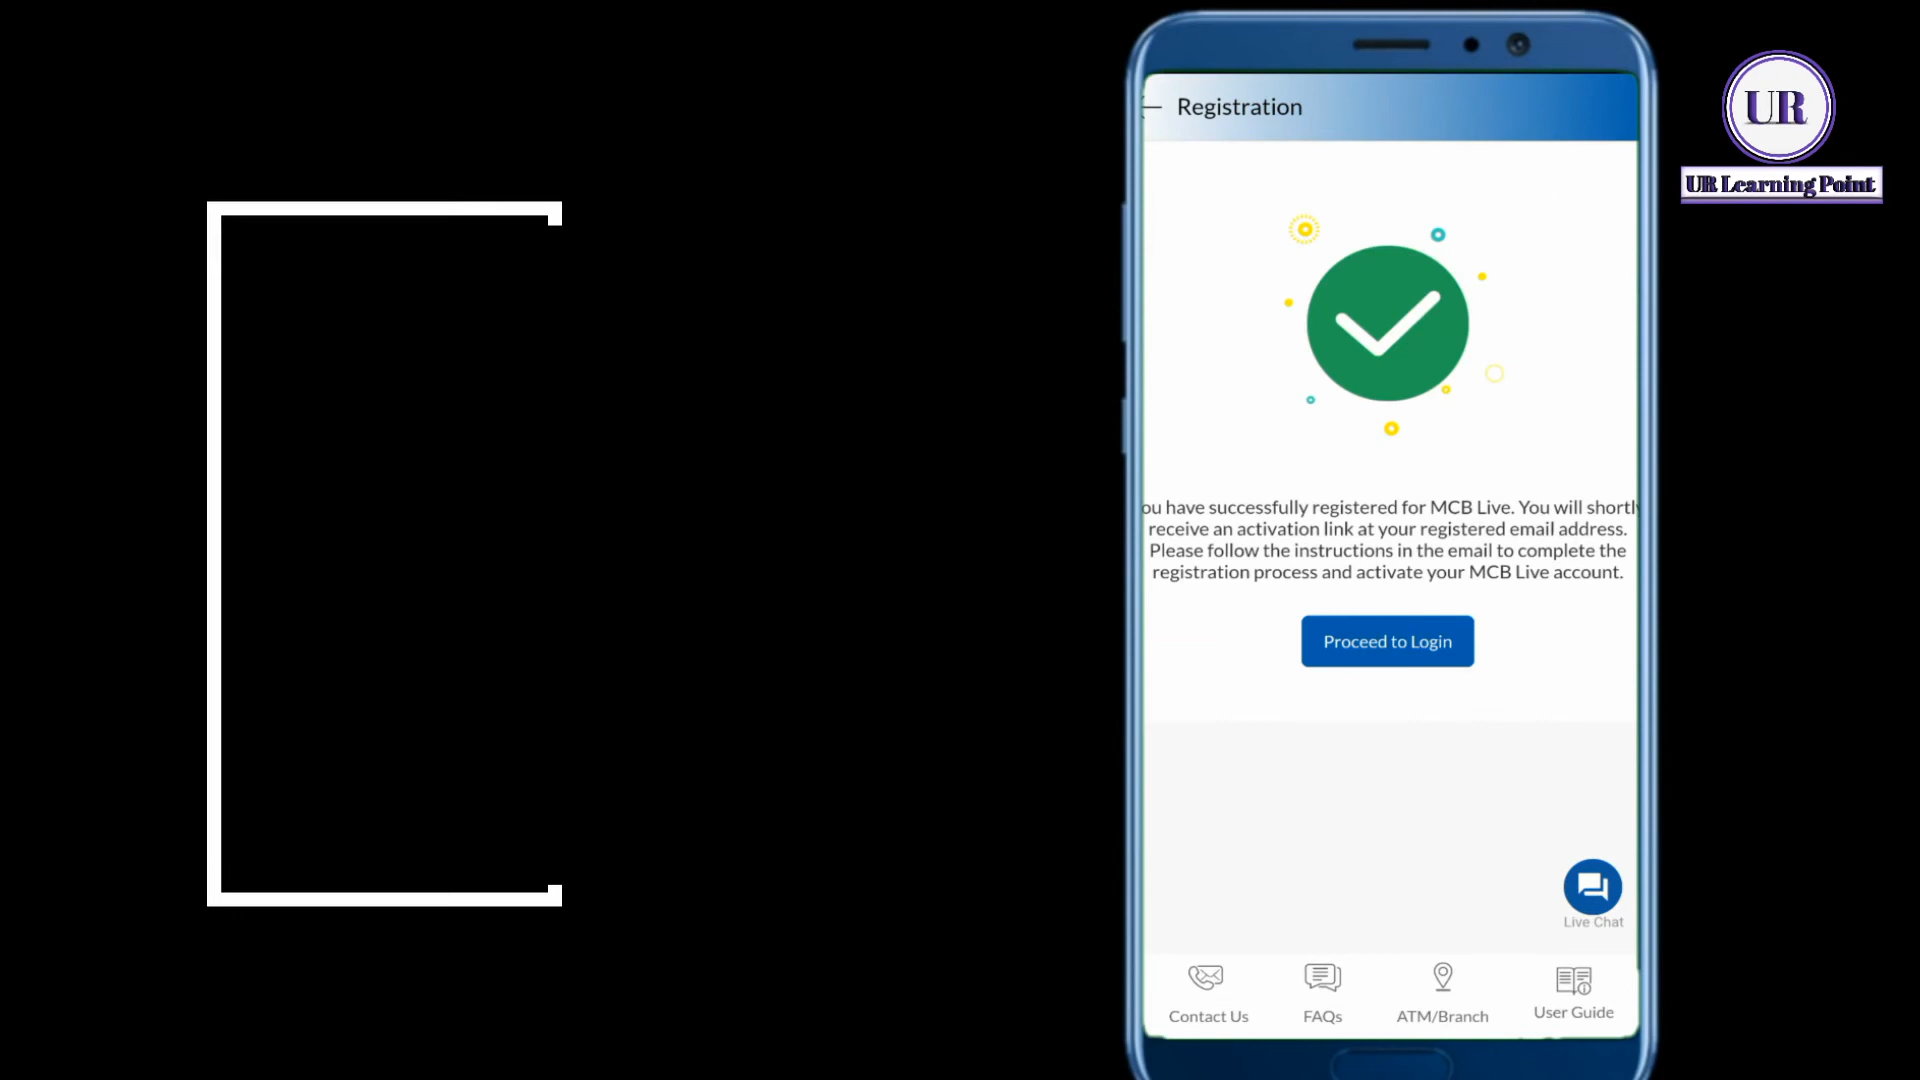 Registration
UR
UR Learning Point
ou have successfully registered for MCB Live. You will shortly
receive an activation link at your registered email address.
Please follow the instructions in the email to complete the
registration process and activate your MCB Live account.
Proceed to Login
Live Chat
Contact Us
FAQs
ATM/Branch
User Guide